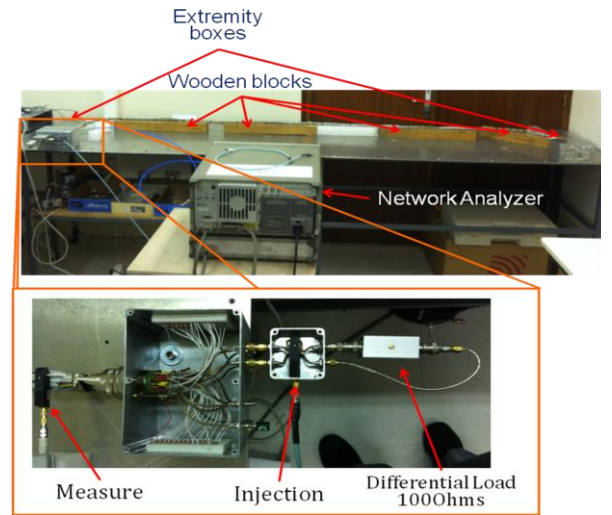 Extremity
boxes
Wooden blocks
Network Analyzer
Measure
Injection
Differential Load
100Ohms